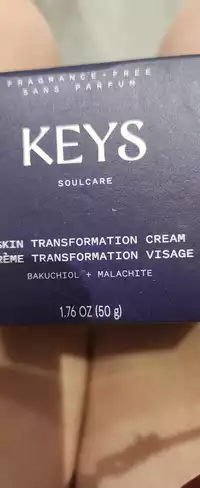 FRAGRANCE-FREE
SANS PARFUM
KEYS
SOULCARE
SKIN TRANSFORMATION CREAM
RÈME TRANSFORMATION VISAGE
BAKUCHIOL + MALACHITE
1.76 OZ (50 g)